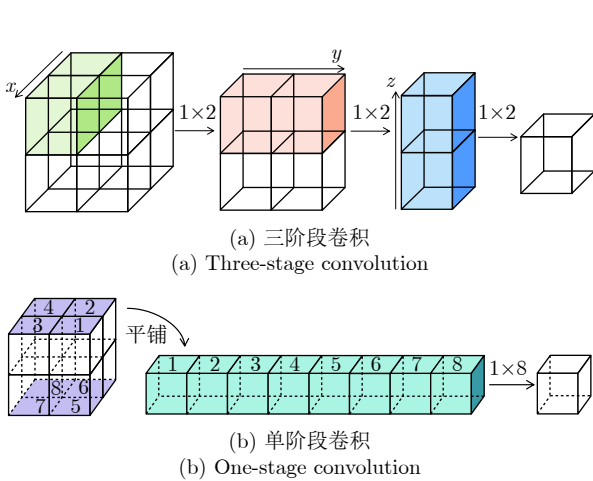 x
y
z
1×2
1×2
1×2
(a) 三阶段卷积
(a) Three-stage convolution
4 2
3 1
8 6
7 5
平铺
1 2 3 4 5 6 7 8
1×8
(b) 单阶段卷积
(b) One-stage convolution